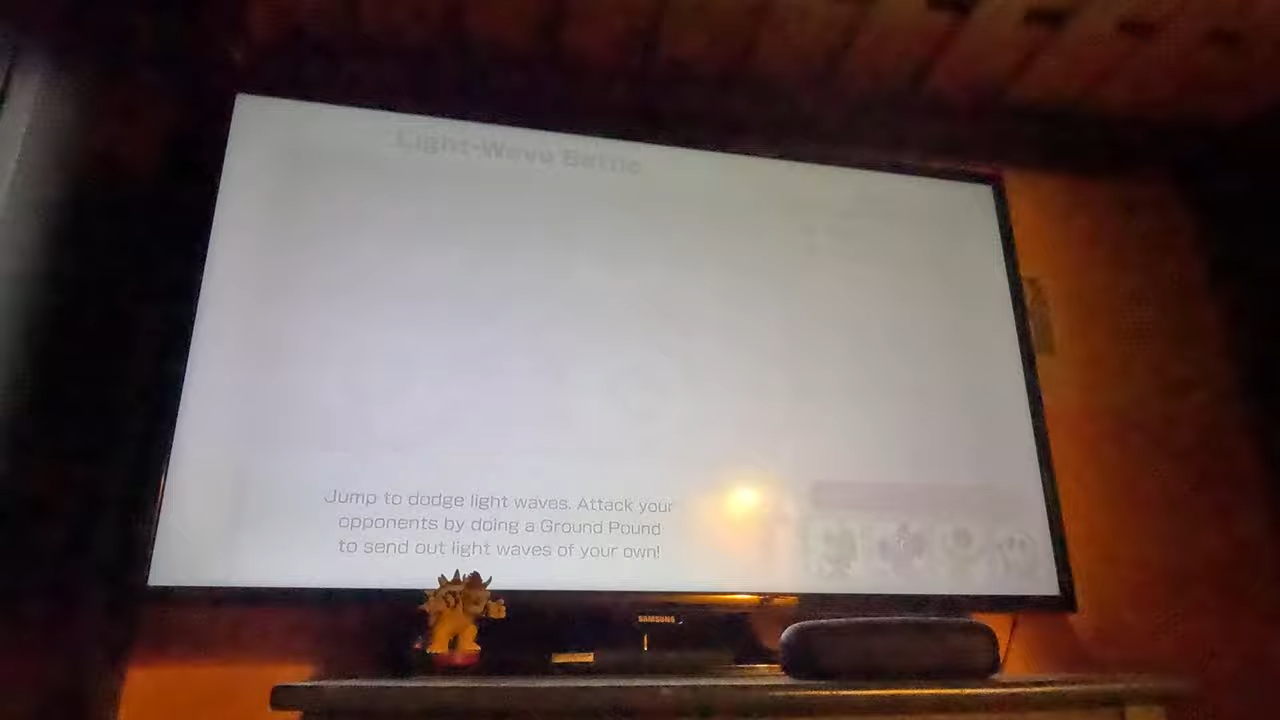 Light-Wave Battle
Jump to dodge light waves. Attack your
opponents by doing a Ground Pound
to send out light waves of your own!
SAMSUNG